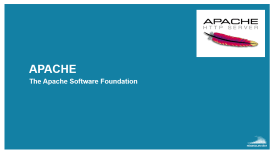 APACHE
HTTP SERVER
APACHE
The Apache Software Foundation